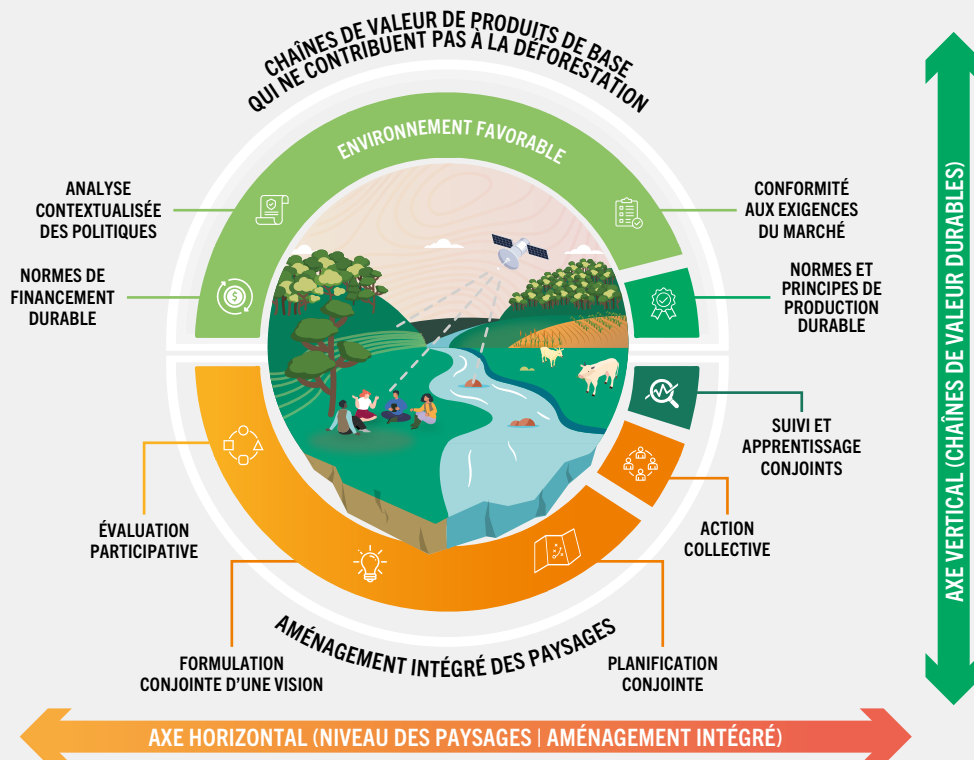 CHAÎNES DE VALEUR DE PRODUITS DE BASE
QUI NE CONTRIBUENT PAS À LA DÉFORESTATION
ENVIRONNEMENT FAVORABLE
ANALYSE
CONTEXTUALISÉE
DES POLITIQUES
NORMES DE
FINANCEMENT
DURABLE
CONFORMITÉ
AUX EXIGENCES
DU MARCHÉ
NORMES ET
PRINCIPES DE
PRODUCTION
DURABLE
SUIVI ET
APPRENTISSAGE
CONJOINTS
ACTION
COLLECTIVE
ÉVALUATION
PARTICIPATIVE
FORMULATION
CONJOINTE D'UNE VISION
PLANIFICATION
CONJOINTE
AMÉNAGEMENT INTÉGRÉ DES PAYSAGES
AXE HORIZONTAL (NIVEAU DES PAYSAGES | AMÉNAGEMENT INTÉGRÉ)
AXE VERTICAL (CHAÎNES DE VALEUR DURABLES)